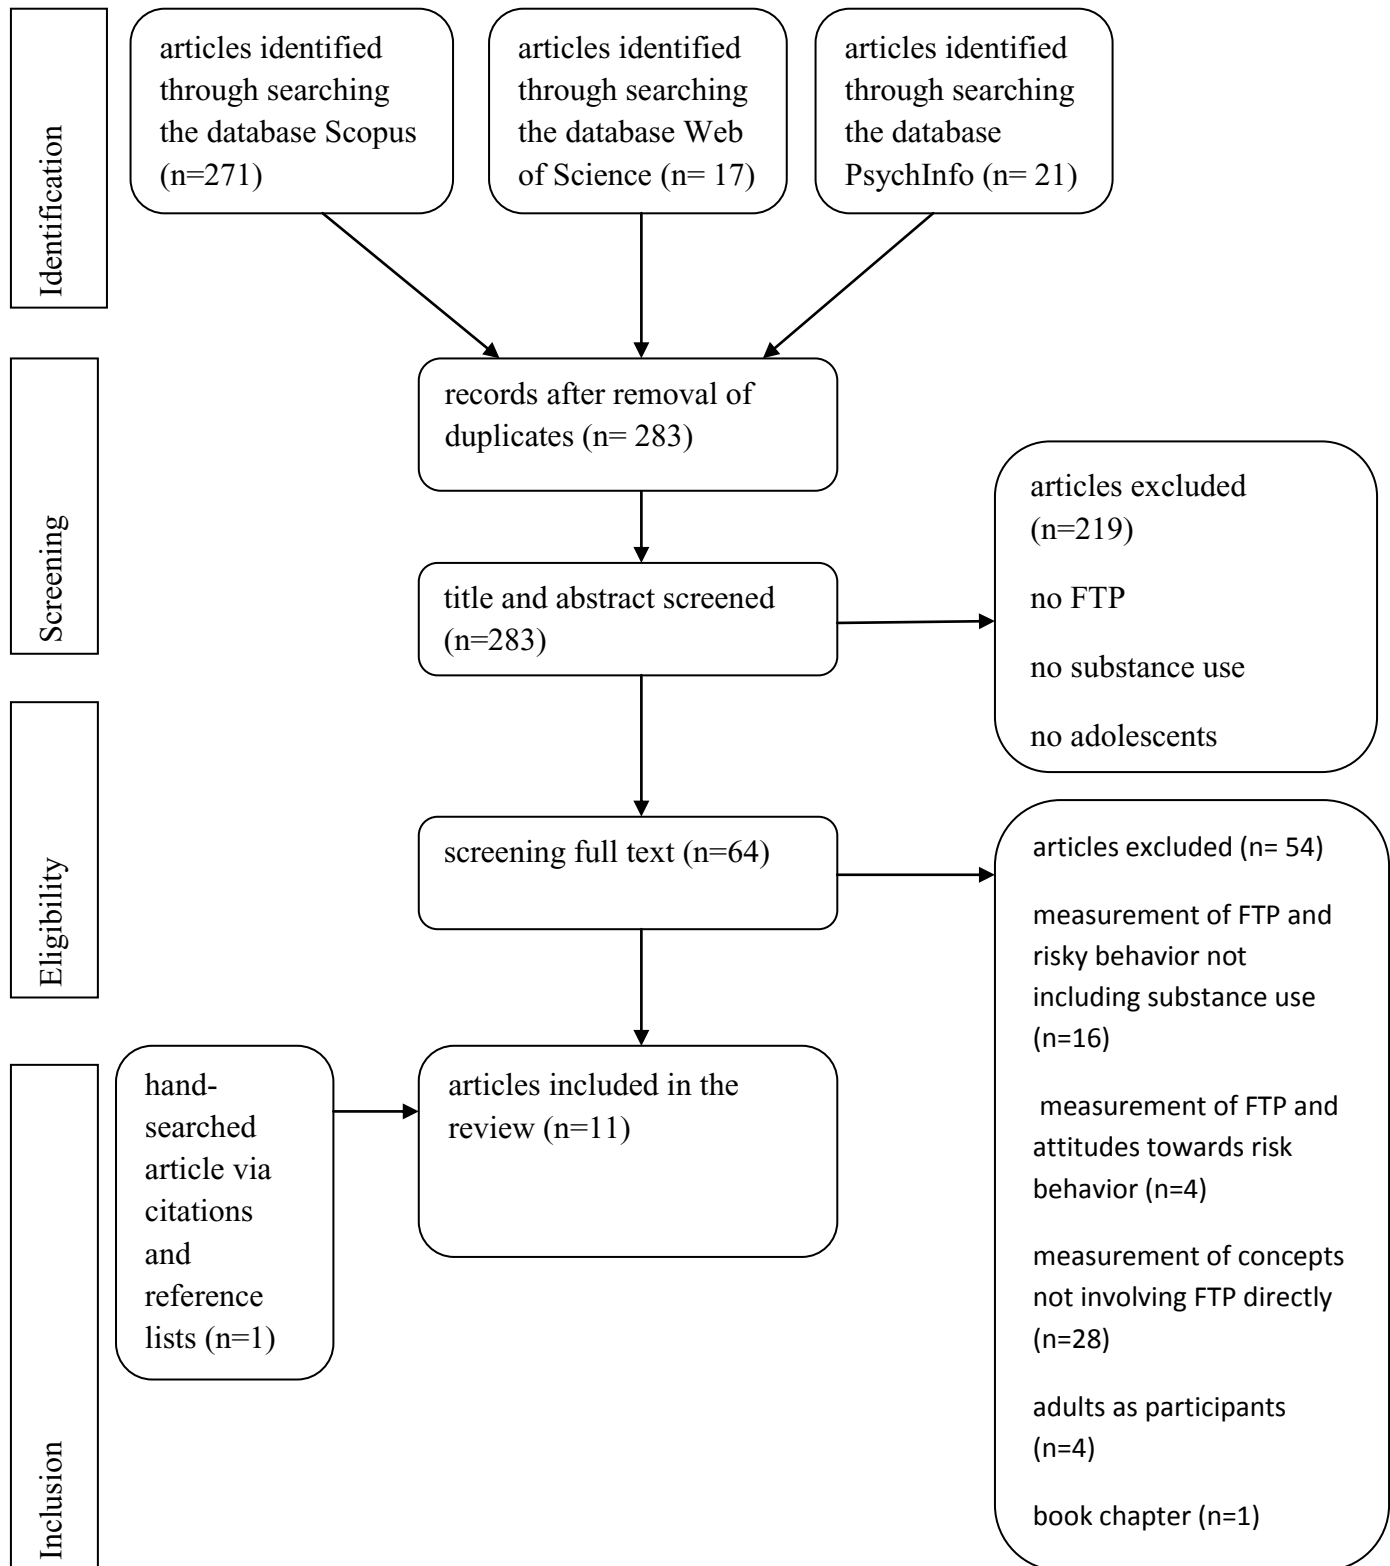 Identification
articles identified
through searching
the database Scopus
(n=271)
articles identified
through searching
the database Web
of Science (n= 17)
articles identified
through searching
the database
PsychInfo (n= 21)
Screening
records after removal of
duplicates (n= 283)
title and abstract screened
(n=283)
articles excluded
(n=219)
no FTP
no substance use
no adolescents
Eligibility
screening full text (n=64)
articles excluded (n= 54)
measurement of FTP and
risky behavior not
including substance use
(n=16)
measurement of FTP and
attitudes towards risk
behavior (n=4)
measurement of concepts
not involving FTP directly
(n=28)
adults as participants
(n=4)
book chapter (n=1)
Inclusion
hand-
searched
article via
citations
and
reference
lists (n=1)
articles included in the
review (n=11)